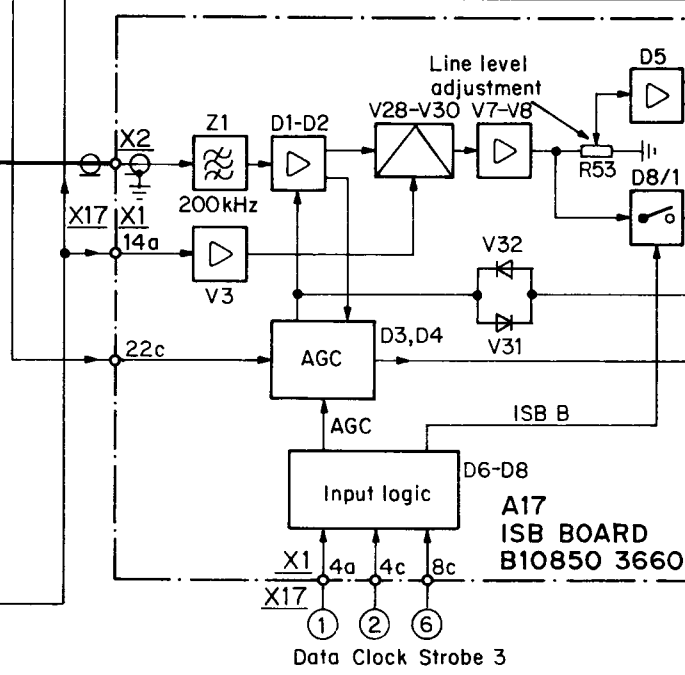 D5
Line level
adjustment
X2
Z1
D1-D2
V28-V30
V7-V8
R53
200kHz
D8/1
X17
X1
14a
V3
V32
V31
22c
AGC
D3,D4
AGC
ISB B
Input logic
D6-D8
A17
ISB BOARD
B10850 3660
X1
4a
4c
8c
X17
1
2
6
Data Clock Strobe 3